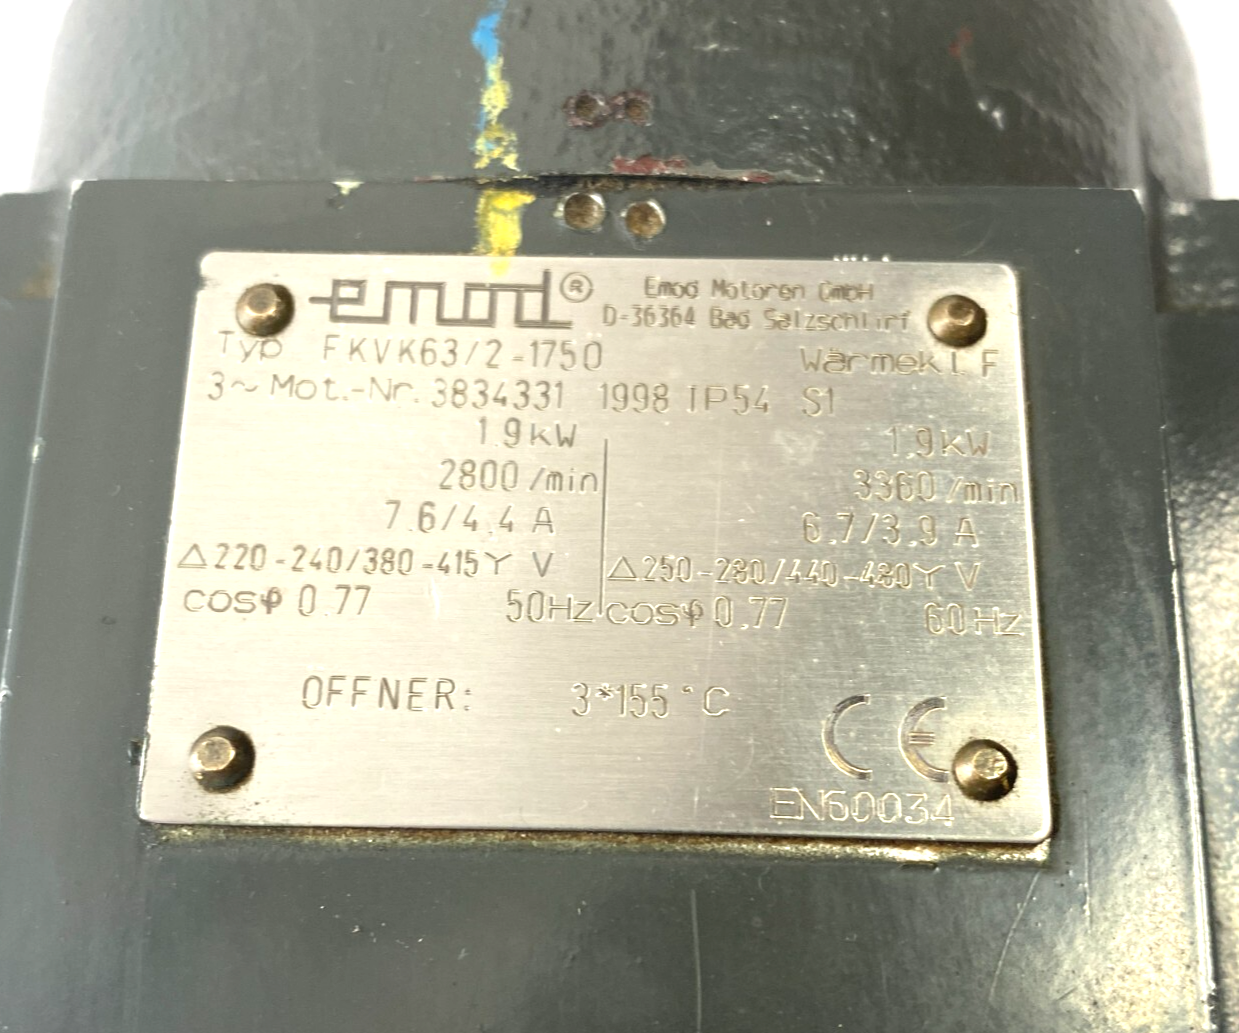 emod ® Emod Motoren GmbH
D-36364 Bad Salzschlirf
Typ FKVK63/2-1750 Wärmekl. F
3~Mot.-Nr. 3834331 1998 IP54 S1
1.9kW 1.9kW
2800/min 3360/min
7.6/4.4 A 6.7/3.9 A
△220-240/380-415Y V △250-280/440-480Y V
cosφ 0.77 50Hz cosφ 0.77 60Hz
OFFNER: 3*155°C
CE
EN60034